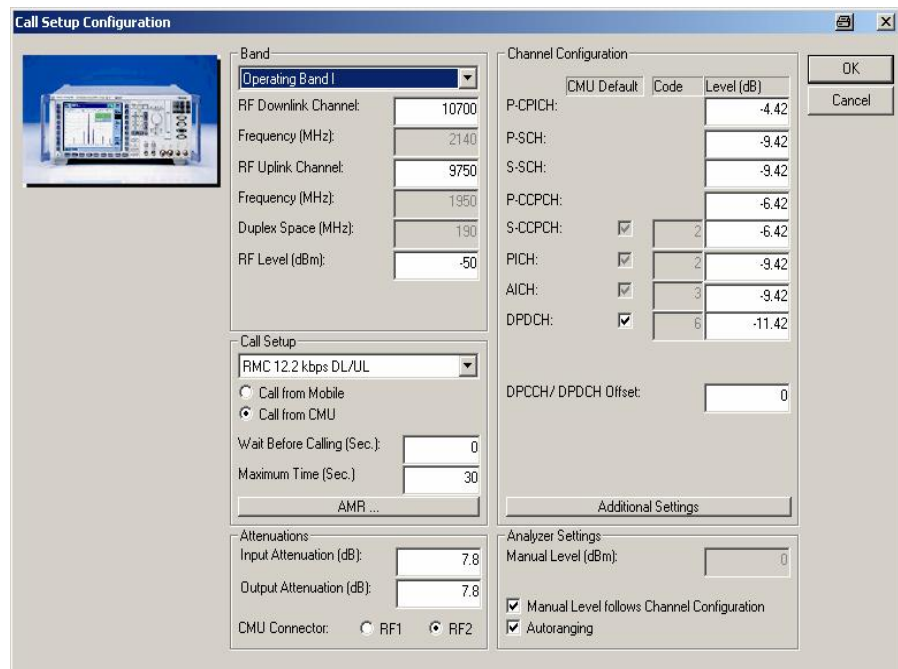 Call Setup Configuration
Band
Operating Band I
RF Downlink Channel: 10700
Frequency (MHz): 2140
RF Uplink Channel: 9750
Frequency (MHz): 1950
Duplex Space (MHz): 190
RF Level (dBm): -50
Call Setup
RMC 12.2 kbps DL/UL
Call from Mobile
Call from CMU
Wait Before Calling (Sec.): 0
Maximum Time (Sec.) 30
AMR ...
Attenuations
Input Attenuation (dB): 7.8
Output Attenuation (dB): 7.8
CMU Connector: RF1 RF2
Channel Configuration
CMU Default Code Level (dB)
P-CPICH: -4.42
P-SCH: -9.42
S-SCH: -9.42
P-CCPCH: -6.42
S-CCPCH: 2 -6.42
PICH: 2 -9.42
AICH: 3 -9.42
DPDCH: 6 -11.42
DPCCH/ DPDCH Offset: 0
Additional Settings
Analyzer Settings
Manual Level (dBm): 0
Manual Level follows Channel Configuration
Autoranging
OK
Cancel